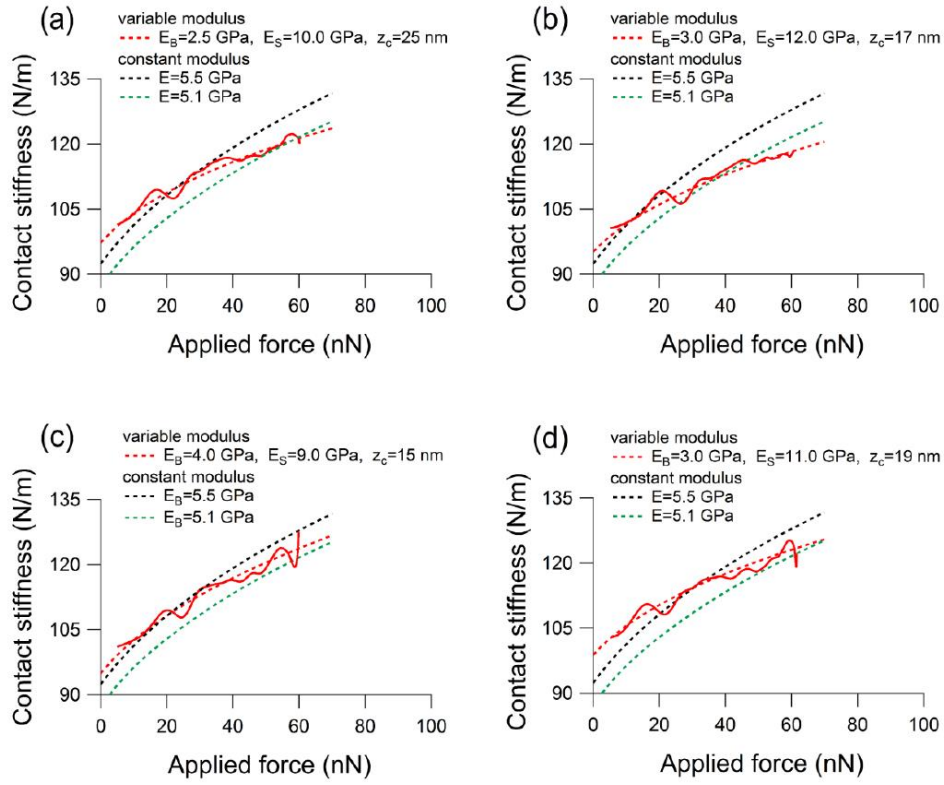 (a)
variable modulus
E_B=2.5 GPa, E_S=10.0 GPa, z_c=25 nm
constant modulus
E=5.5 GPa
E=5.1 GPa
135
120
105
90
Contact stiffness (N/m)
0 20 40 60 80 100
Applied force (nN)
(b)
variable modulus
E_B=3.0 GPa, E_S=12.0 GPa, z_c=17 nm
constant modulus
E=5.5 GPa
E=5.1 GPa
135
120
105
90
Contact stiffness (N/m)
0 20 40 60 80 100
Applied force (nN)
(c)
variable modulus
E_B=4.0 GPa, E_S=9.0 GPa, z_c=15 nm
constant modulus
E_B=5.5 GPa
E_B=5.1 GPa
135
120
105
90
Contact stiffness (N/m)
0 20 40 60 80 100
Applied force (nN)
(d)
variable modulus
E_B=3.0 GPa, E_S=11.0 GPa, z_c=19 nm
constant modulus
E=5.5 GPa
E=5.1 GPa
135
120
105
90
Contact stiffness (N/m)
0 20 40 60 80 100
Applied force (nN)